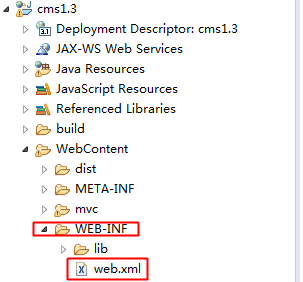 cms1.3
Deployment Descriptor: cms1.3
JAX-WS Web Services
Java Resources
JavaScript Resources
Referenced Libraries
build
WebContent
dist
META-INF
mvc
WEB-INF
lib
web.xml